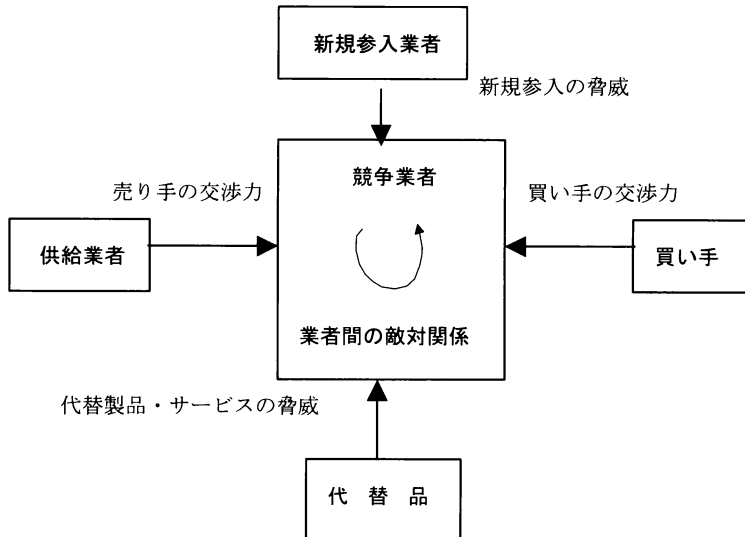 新規参入業者
新規参入の脅威
競争業者
売り手の交渉力
買い手の交渉力
供給業者
買い手
業者間の敵対関係
代替製品・サービスの脅威
代 替 品